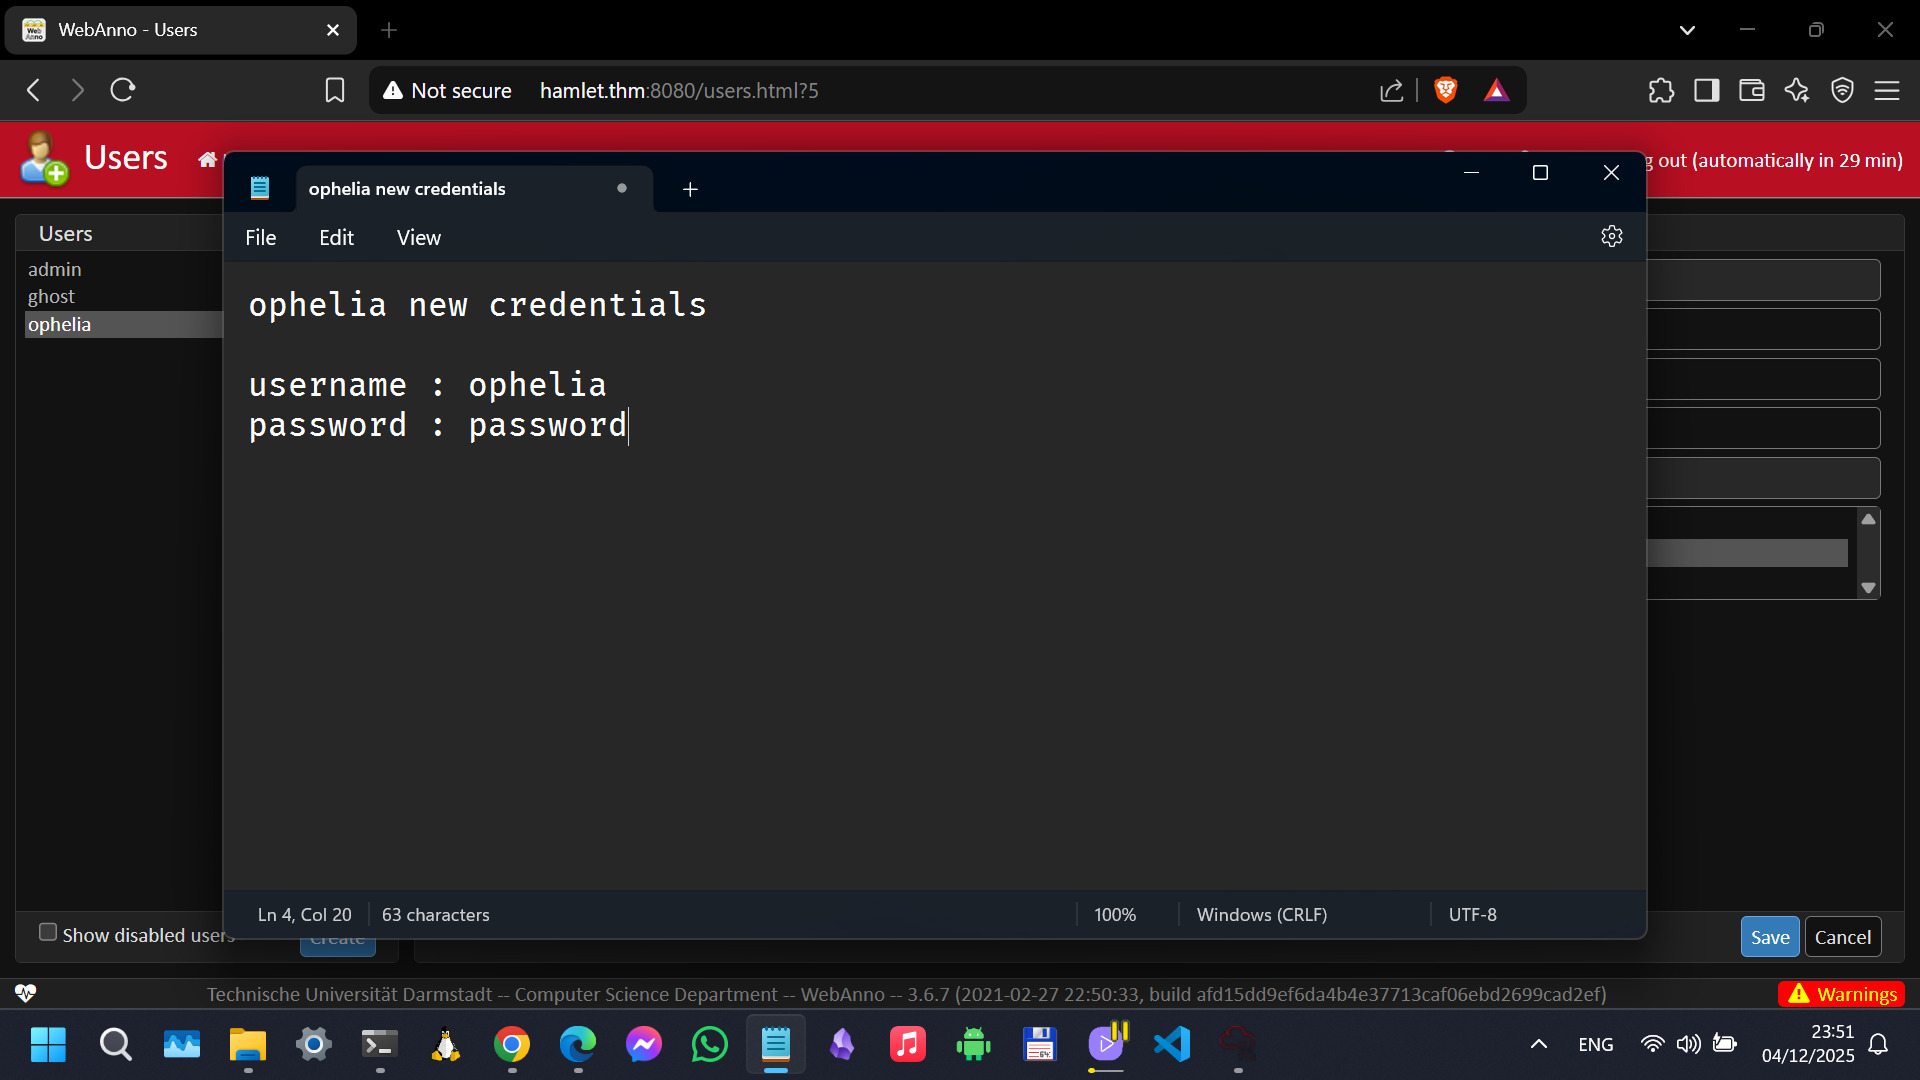 WebAnno - Users
Not secure
hamlet.thm:8080/users.html?5
Users
g out (automatically in 29 min)
ophelia new credentials
File
Edit
View
Users
admin
ghost
ophelia
ophelia new credentials
username : ophelia
password : password
Ln 4, Col 20
63 characters
100%
Windows (CRLF)
UTF-8
Show disabled users
Create
Save
Cancel
Technische Universität Darmstadt -- Computer Science Department -- WebAnno -- 3.6.7 (2021-02-27 22:50:33, build afd15dd9ef6da4b4e37713caf06ebd2699cad2ef)
Warnings
ENG
23:51
04/12/2025